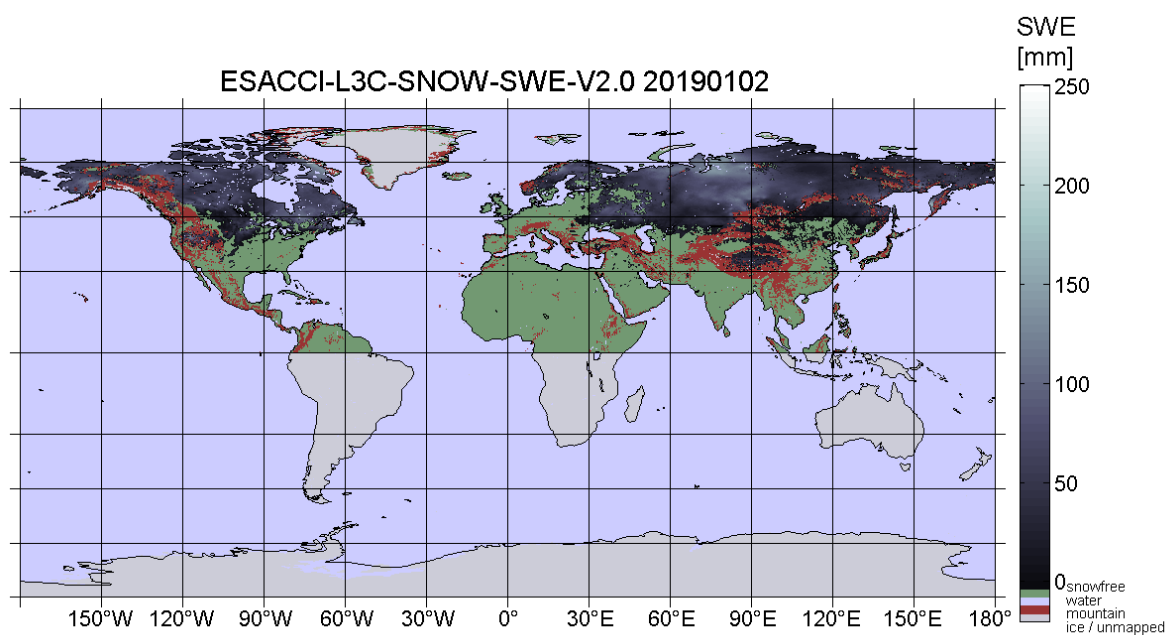 SWE
[mm]
ESACCI-L3C-SNOW-SWE-V2.0 20190102
250
200
150
100
50
0
snowfree
water
mountain
ice / unmapped
150°W 120°W 90°W 60°W 30°W 0° 30°E 60°E 90°E 120°E 150°E 180°